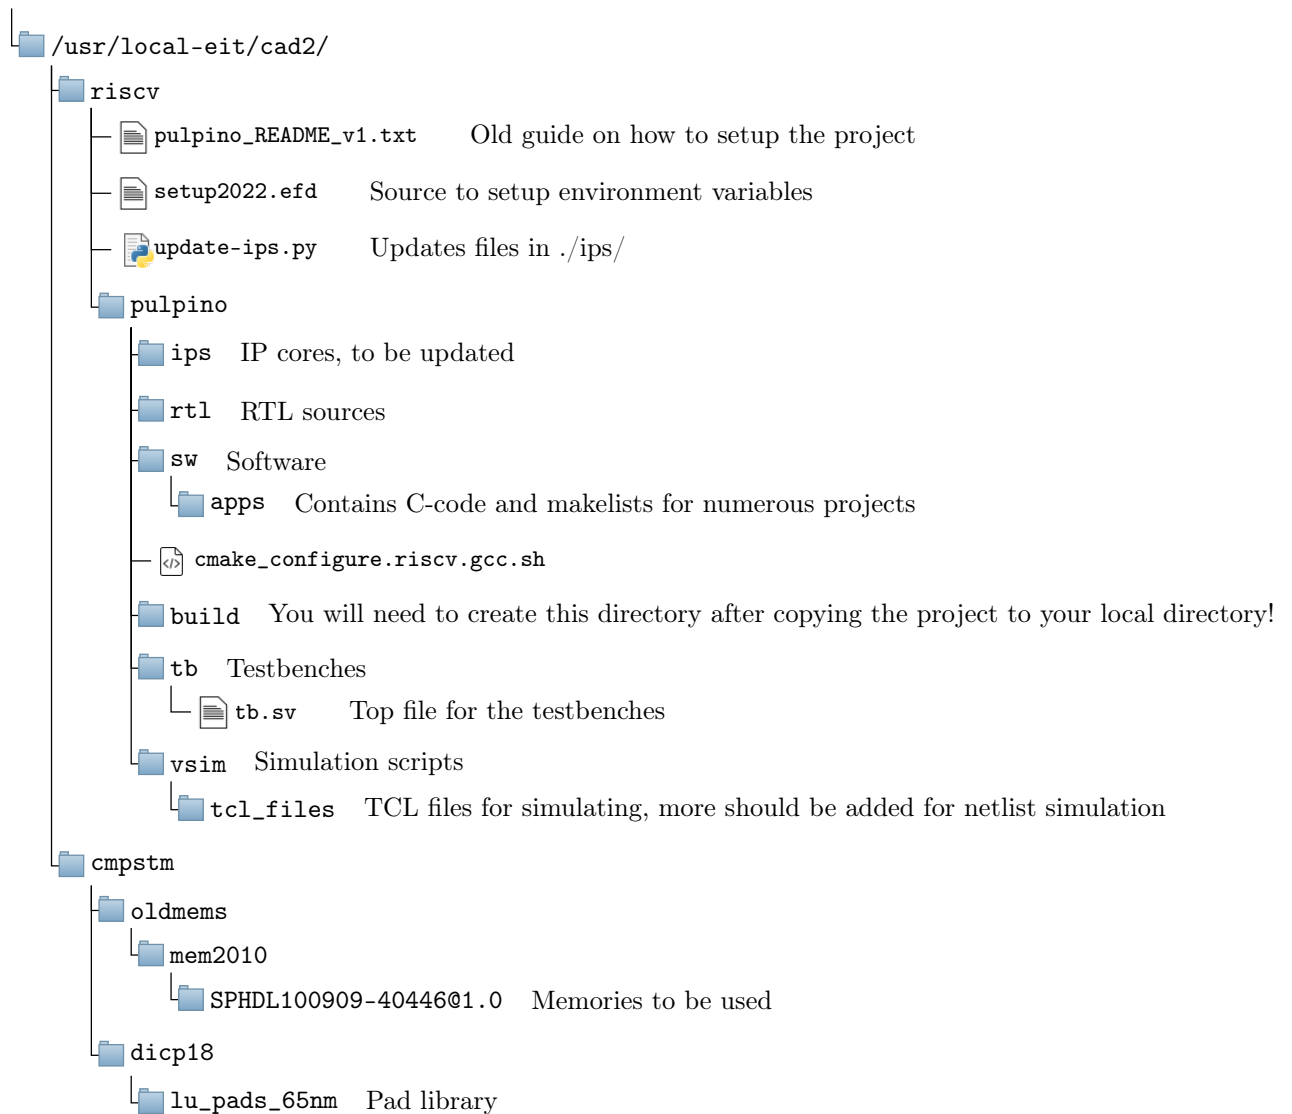 /usr/local-eit/cad2/
riscv
pulpino_README_v1.txt Old guide on how to setup the project
setup2022.efd Source to setup environment variables
update-ips.py Updates files in ./ips/
pulpino
ips IP cores, to be updated
rtl RTL sources
sw Software
apps Contains C-code and makelists for numerous projects
</> cmake_configure.riscv.gcc.sh
build You will need to create this directory after copying the project to your local directory!
tb Testbenches
tb.sv Top file for the testbenches
vsim Simulation scripts
tcl_files TCL files for simulating, more should be added for netlist simulation
cmpstm
oldmems
mem2010
SPHDL100909-40446@1.0 Memories to be used
dicp18
lu_pads_65nm Pad library